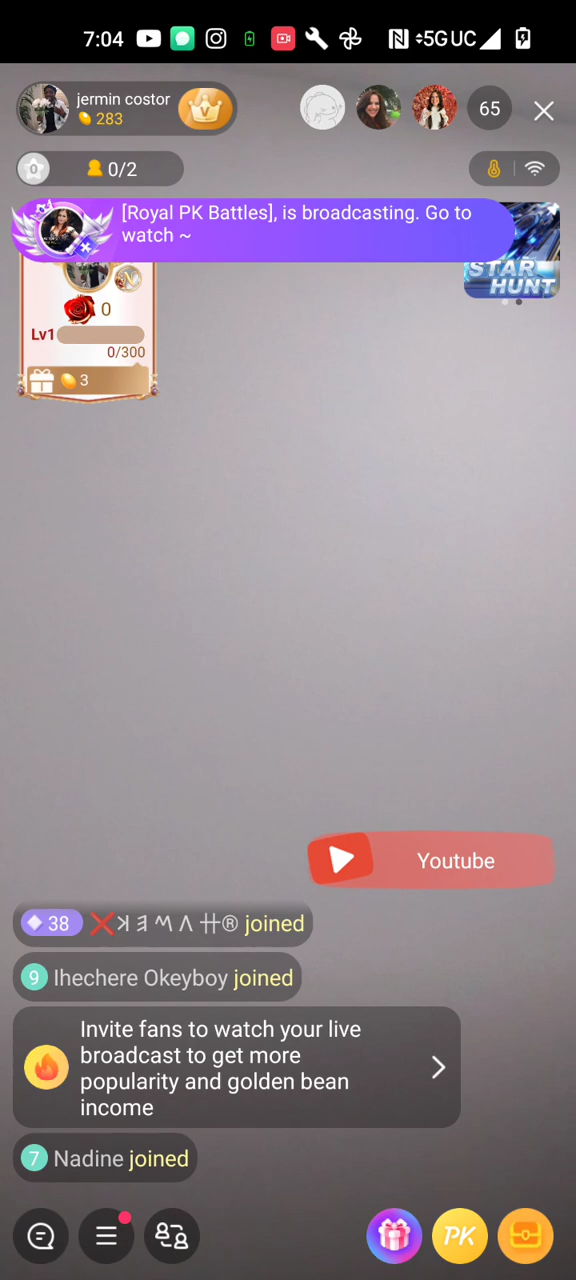 7:04
5G UC
jermin costor
V
283
65
0
0/2
[Royal PK Battles], is broadcasting. Go to
watch ~
STAR
HUNT
N
0
Lv1
0/300
3
Youtube
38 ❌ joined
9 Ihechere Okeyboy joined
Invite fans to watch your live
broadcast to get more
popularity and golden bean
income
7 Nadine joined
PK